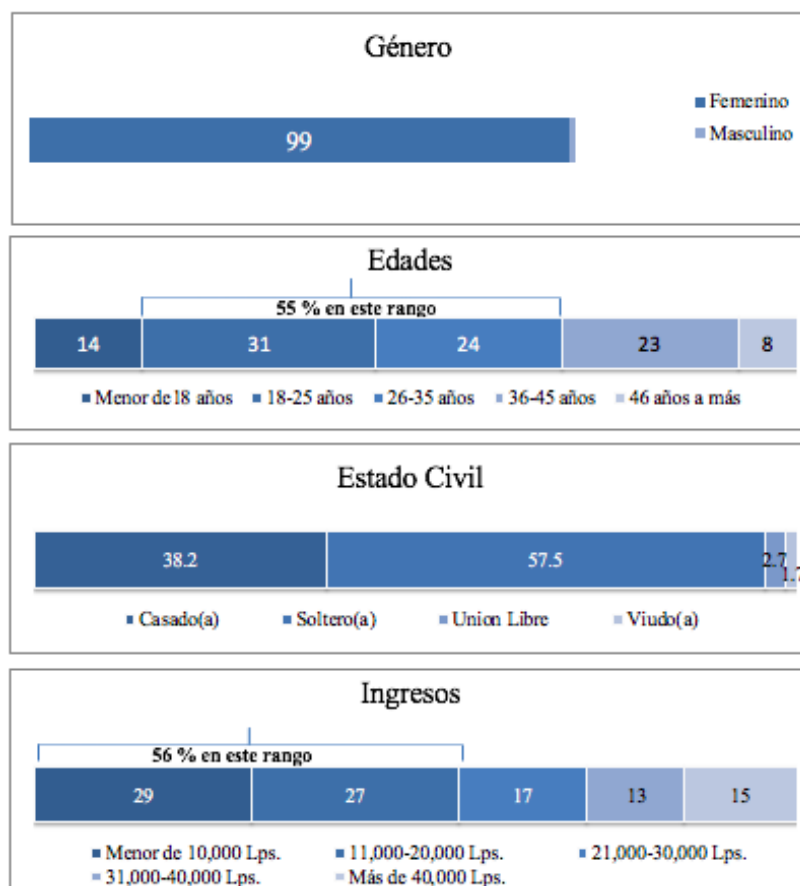 Género
99
Femenino
Masculino
Edades
55 % en este rango
14 31 24 23 8
Menor de18 años 18-25 años 26-35 años 36-45 años 46 años a más
Estado Civil
38.2 57.5 2.7 1.7
Casado(a) Soltero(a) Union Libre Viudo(a)
Ingresos
56 % en este rango
29 27 17 13 15
Menor de 10,000 Lps. 11,000-20,000 Lps. 21,000-30,000 Lps.
31,000-40,000 Lps. Más de 40,000 Lps.